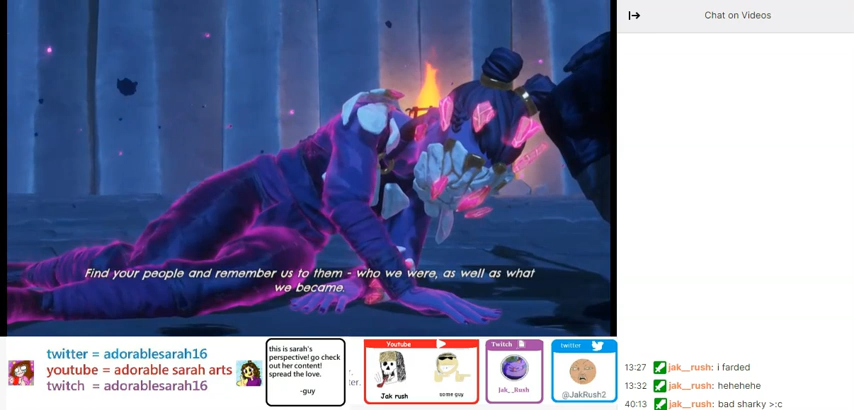 Chat on Videos
Find your people and remember us to them - who we were, as well as what
we became.
twitter = adorablesarah16
youtube = adorable sarah arts
twitch = adorablesarah16
this is sarah's
perspective! go check
out her content!
spread the love.
-guy
ter.
Youtube
Jak rush
some guy
Twitch
Jak__Rush
twitter
@JakRush2
13:27 jak__rush: i farded
13:32 jak__rush: hehehehe
40:13 jak__rush: bad sharky >:c